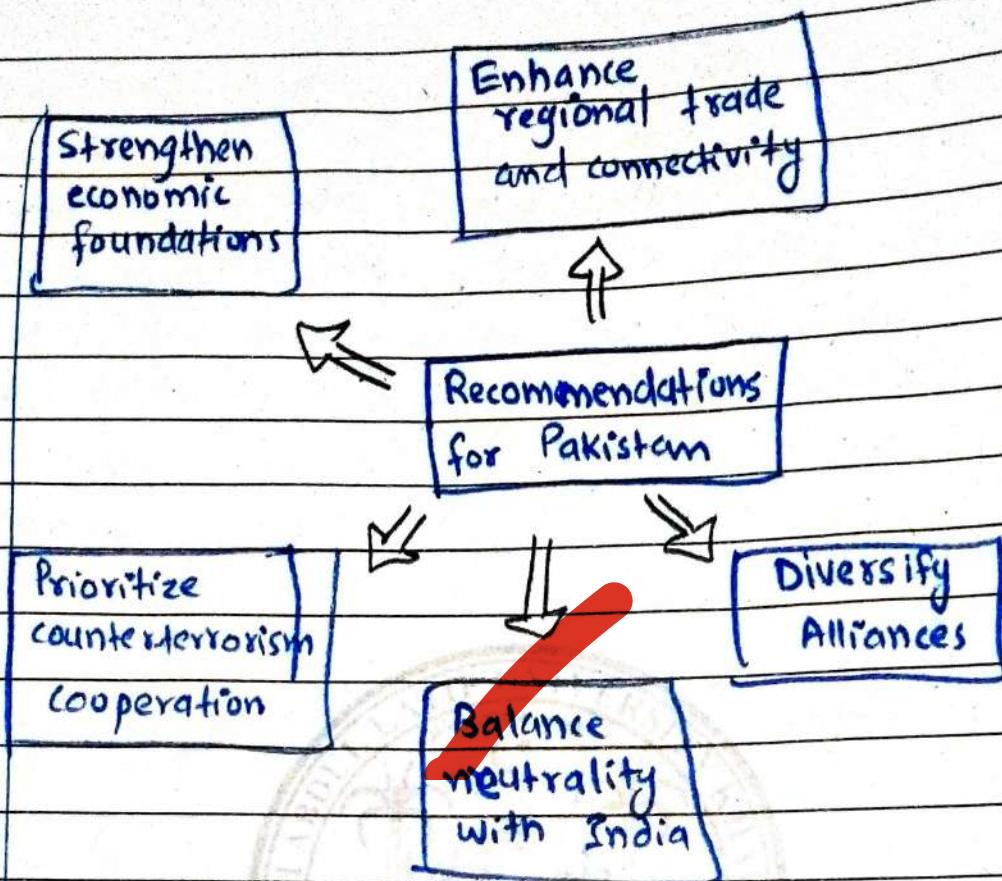 Enhance
regional trade
and connectivity
Strengthen
economic
foundations
Recommendations
for Pakistan
Prioritize
counterterrorism
cooperation
Balance
neutrality
with India
Diversify
Alliances